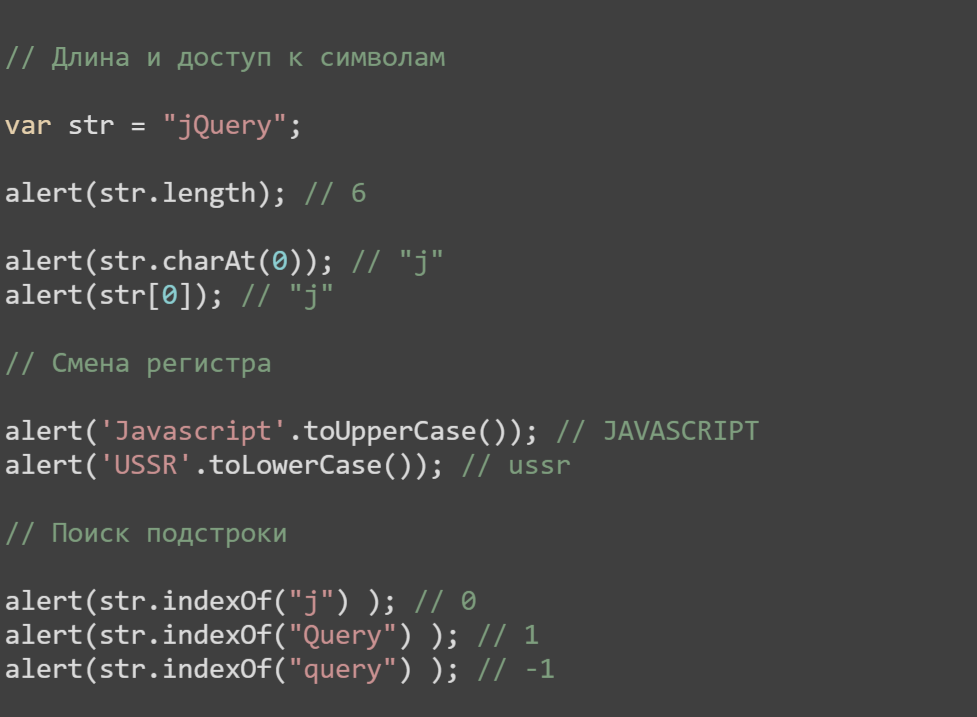 // Длина и доступ к символам
var str = "jQuery";
alert(str.length); // 6
alert(str.charAt(0)); // "j"
alert(str[0]); // "j"
// Смена регистра
alert('Javascript'.toUpperCase()); // JAVASCRIPT
alert('USSR'.toLowerCase()); // ussr
// Поиск подстроки
alert(str.indexOf("j") ); // 0
alert(str.indexOf("Query") ); // 1
alert(str.indexOf("query") ); // -1